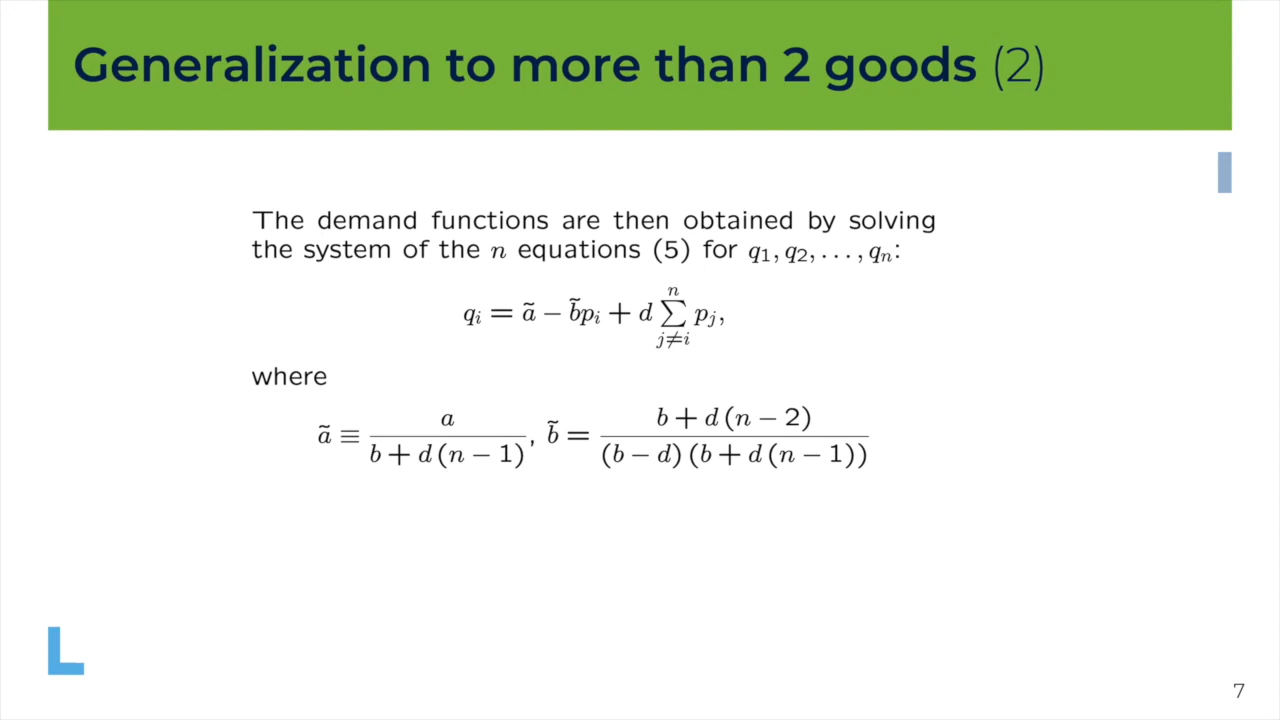 Generalization to more than 2 goods (2)
The demand functions are then obtained by solving
the system of the n equations (5) for q₁, q₂, . . . , qₙ:
qᵢ = ã − b̃pᵢ + d ∑ⁿⱼ≠ᵢ pⱼ,
where
ã ≡ a / (b + d (n − 1)), b̃ = (b + d (n − 2)) / ((b − d) (b + d (n − 1)))
7